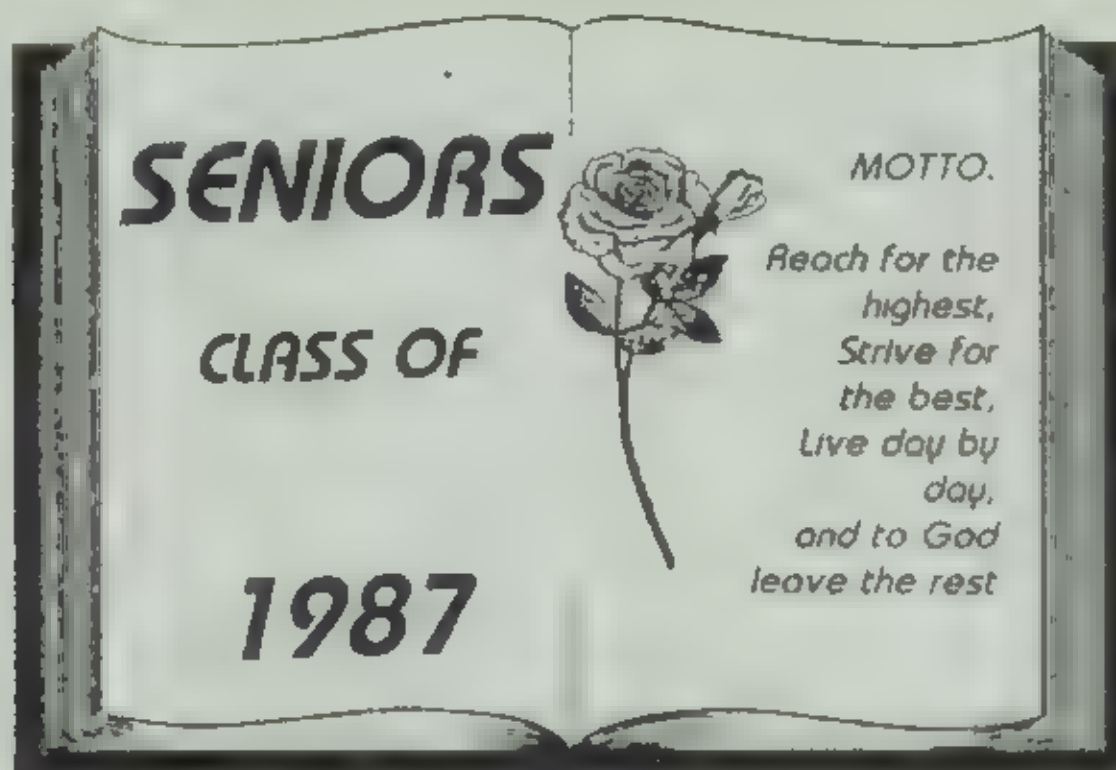 SENIORS
CLASS OF
1987
MOTTO.
Reach for the
highest,
Strive for
the best,
Live day by
day,
and to God
leave the rest